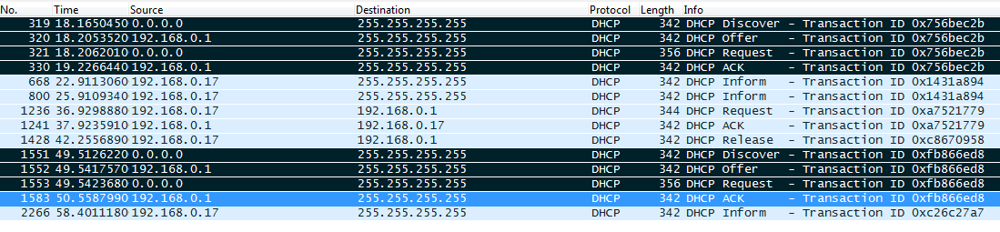 No. Time Source Destination Protocol Length Info
319 18.1650450 0.0.0.0 255.255.255.255 DHCP 342 DHCP Discover - Transaction ID 0x756bec2b
320 18.2053520 192.168.0.1 255.255.255.255 DHCP 342 DHCP Offer - Transaction ID 0x756bec2b
321 18.2062010 0.0.0.0 255.255.255.255 DHCP 356 DHCP Request - Transaction ID 0x756bec2b
330 19.2266440 192.168.0.1 255.255.255.255 DHCP 342 DHCP ACK - Transaction ID 0x756bec2b
668 22.9113060 192.168.0.17 255.255.255.255 DHCP 342 DHCP Inform - Transaction ID 0x1431a894
800 25.9109340 192.168.0.17 255.255.255.255 DHCP 342 DHCP Inform - Transaction ID 0x1431a894
1236 36.9298880 192.168.0.17 192.168.0.1 DHCP 344 DHCP Request - Transaction ID 0xa7521779
1241 37.9235910 192.168.0.1 192.168.0.17 DHCP 342 DHCP ACK - Transaction ID 0xa7521779
1428 42.2556890 192.168.0.17 192.168.0.1 DHCP 342 DHCP Release - Transaction ID 0xc8670958
1551 49.5126220 0.0.0.0 255.255.255.255 DHCP 342 DHCP Discover - Transaction ID 0xfb866ed8
1552 49.5417570 192.168.0.1 255.255.255.255 DHCP 342 DHCP Offer - Transaction ID 0xfb866ed8
1553 49.5423680 0.0.0.0 255.255.255.255 DHCP 356 DHCP Request - Transaction ID 0xfb866ed8
1583 50.5587990 192.168.0.1 255.255.255.255 DHCP 342 DHCP ACK - Transaction ID 0xfb866ed8
2266 58.4011180 192.168.0.17 255.255.255.255 DHCP 342 DHCP Inform - Transaction ID 0xc26c27a7